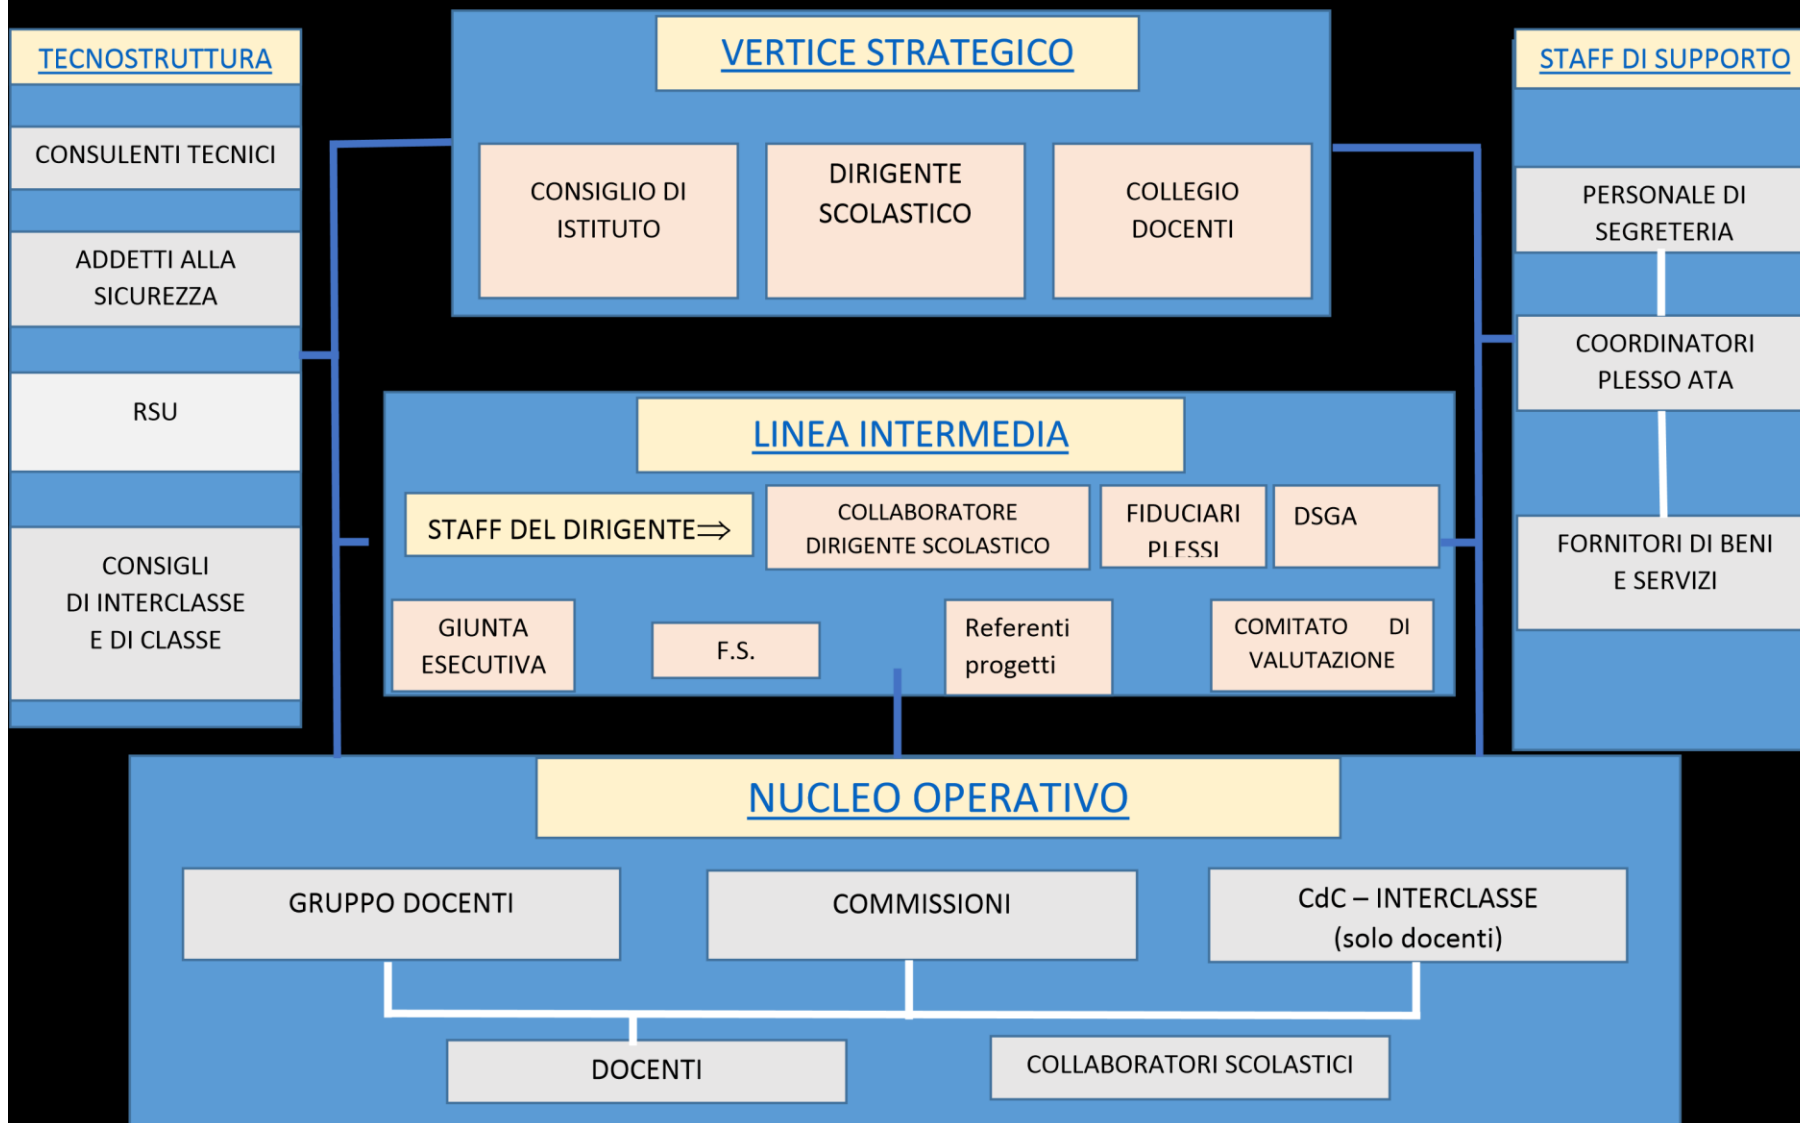 TECNOSTRUTTURA
CONSULENTI TECNICI
ADDETTI ALLA
SICUREZZA
RSU
CONSIGLI
DI INTERCLASSE
E DI CLASSE
VERTICE STRATEGICO
CONSIGLIO DI
ISTITUTO
DIRIGENTE
SCOLASTICO
COLLEGIO
DOCENTI
STAFF DI SUPPORTO
PERSONALE DI
SEGRETERIA
COORDINATORI
PLESSO ATA
FORNITORI DI BENI
E SERVIZI
LINEA INTERMEDIA
STAFF DEL DIRIGENTE⇒
COLLABORATORE
DIRIGENTE SCOLASTICO
FIDUCIARI
PLESSI
DSGA
GIUNTA
ESECUTIVA
F.S.
Referenti
progetti
COMITATO DI
VALUTAZIONE
NUCLEO OPERATIVO
GRUPPO DOCENTI
COMMISSIONI
CdC – INTERCLASSE
(solo docenti)
DOCENTI
COLLABORATORI SCOLASTICI